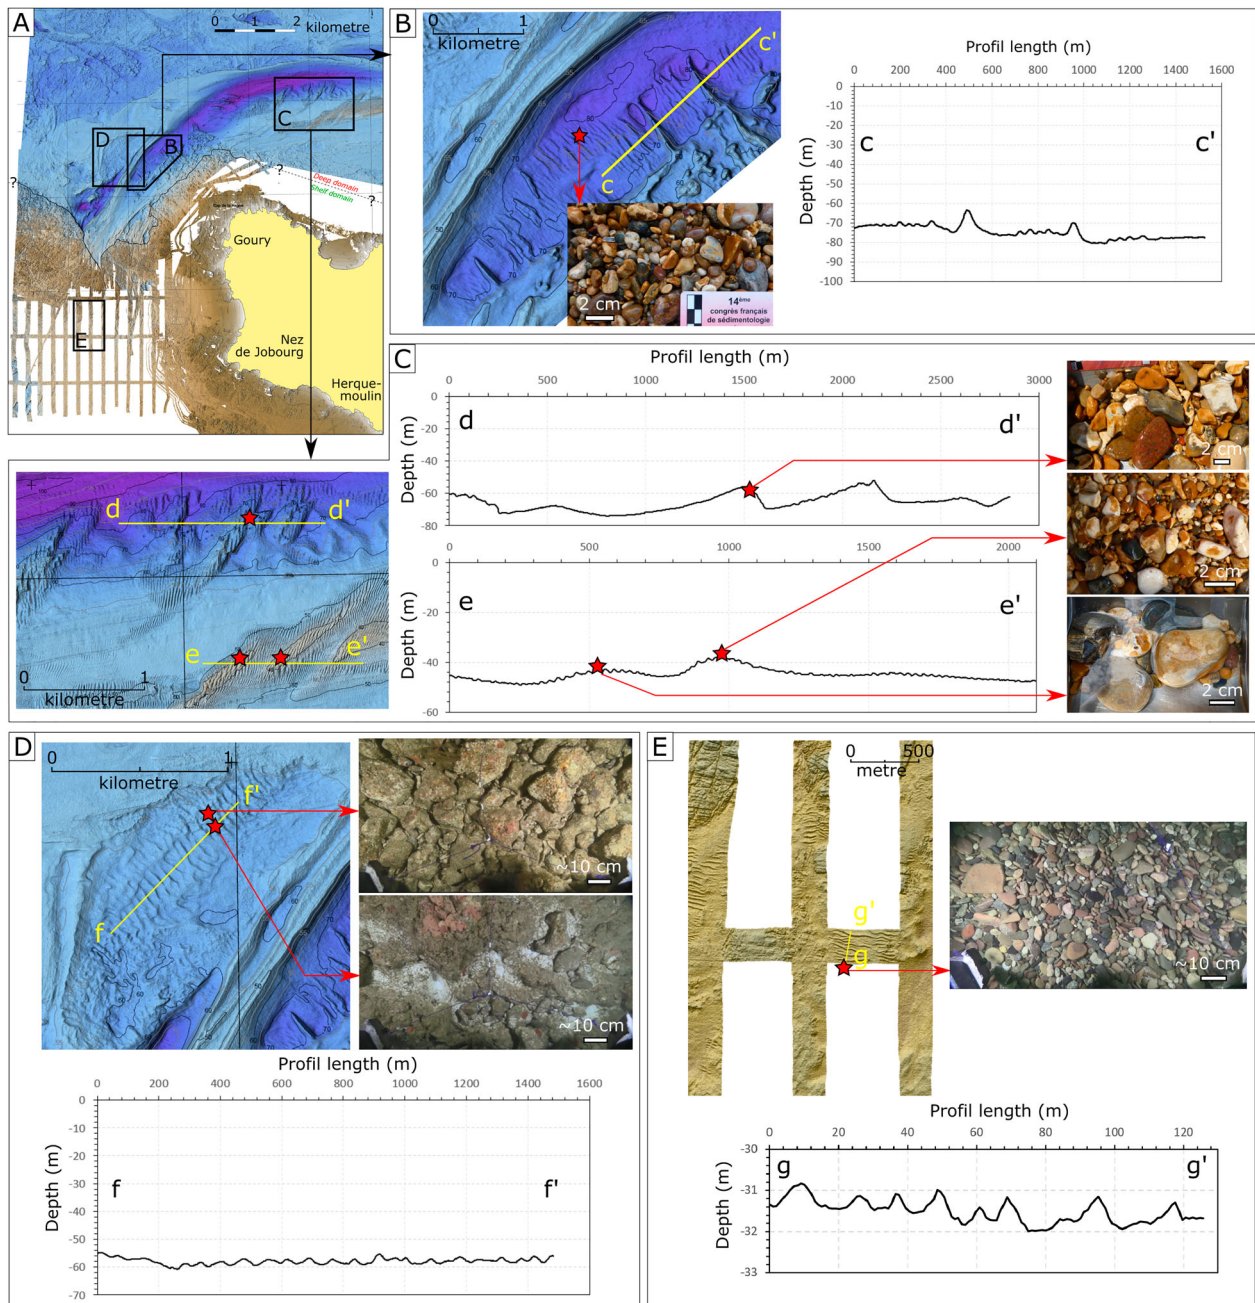 A
0 1 2
kilometre
D
B
C
E
?
?
?
Deep domain
Shelf domain
Goury
Nez
de Jobourg
Herque-
moulin
B
0 1
kilometre
c'
c
2 cm
14èms
congrès français
de sédimentologie
Profil length (m)
0 200 400 600 800 1000 1200 1400 1600
Depth (m)
0
-10
-20
-30
-40
-50
-60
-70
-80
-90
-100
c c'
C
Profil length (m)
0 500 1000 1500 2000 2500 3000
Depth (m)
0
-20
-40
-60
-80
d d'
0 500 1000 1500 2000
Depth (m)
0
-20
-40
-60
e e'
2 cm
2 cm
2 cm
d d'
e e'
0 1
kilometre
D
0 1
kilometre
f'
f
~10 cm
~10 cm
Profil length (m)
0 200 400 600 800 1000 1200 1400 1600
Depth (m)
0
-10
-20
-30
-40
-50
-60
-70
f f'
E
0 500
metre
g'
g
~10 cm
Profil length (m)
0 20 40 60 80 100 120
Depth (m)
-30
-31
-32
-33
g g'